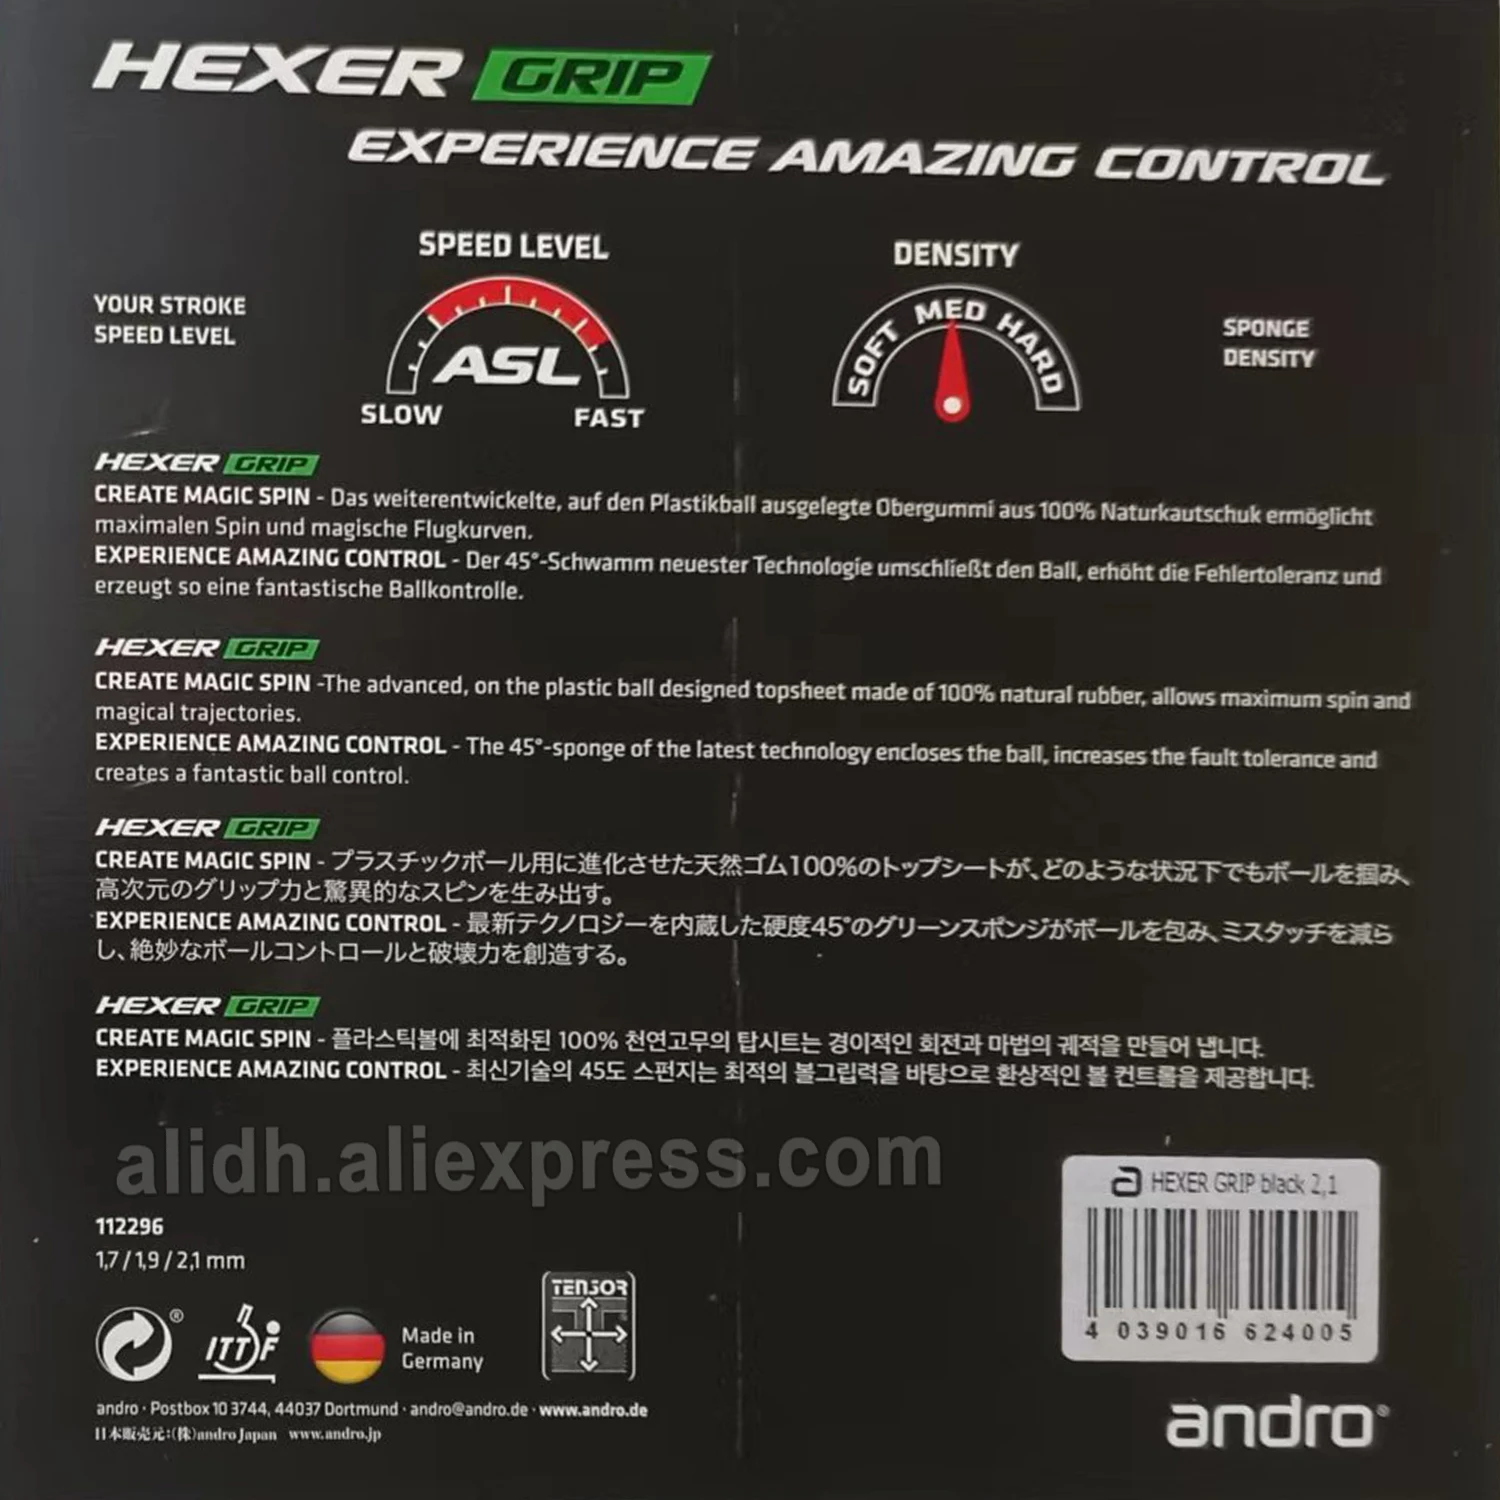 HEXER GRIP
EXPERIENCE AMAZING CONTROL
SPEED LEVEL
DENSITY
YOUR STROKE
SPEED LEVEL
ASL
SLOW
FAST
SOFT MED HARD
SPONGE
DENSITY
HEXER GRIP
CREATE MAGIC SPIN - Das weiterentwickelte, auf den Plastikball ausgelegte Obergummi aus 100% Naturkautschuk ermöglicht
maximalen Spin und magische Flugkurven.
EXPERIENCE AMAZING CONTROL - Der 45°-Schwamm neuester Technologie umschließt den Ball, erhöht die Fehlertoleranz und
erzeugt so eine fantastische Ballkontrolle.
HEXER GRIP
CREATE MAGIC SPIN -The advanced, on the plastic ball designed topsheet made of 100% natural rubber, allows maximum spin and
magical trajectories.
EXPERIENCE AMAZING CONTROL - The 45°-sponge of the latest technology encloses the ball, increases the fault tolerance and
creates a fantastic ball control.
HEXER GRIP
CREATE MAGIC SPIN - プラスチックボール用に進化させた天然ゴム100%のトップシートが、どのような状況下でもボールを掴み、
高次元のグリップ力と驚異的なスピンを生み出す。
EXPERIENCE AMAZING CONTROL - 最新テクノロジーを内蔵した硬度45°のグリーンスポンジがボールを包み、ミスタッチを減ら
し、絶妙なボールコントロールと破壊力を創造する。
HEXER GRIP
CREATE MAGIC SPIN - 플라스틱볼에 최적화된 100% 천연고무의 탑시트는 경이적인 회전과 마법의 궤적을 만들어 냅니다.
EXPERIENCE AMAZING CONTROL - 최신기술의 45도 스펀지는 최적의 볼그립력을 바탕으로 환상적인 볼 컨트롤을 제공합니다.
alidh.aliexpress.com
HEXER GRIP black 2,1
4 039016 624005
112296
1,7 / 1,9 / 2,1 mm
TENSOR
®
ITTF
Made in
Germany
andro · Postbox 10 3744, 44037 Dortmund · andro@andro.de · www.andro.de
日本販売元:(株)andro Japan www.andro.jp
andro®